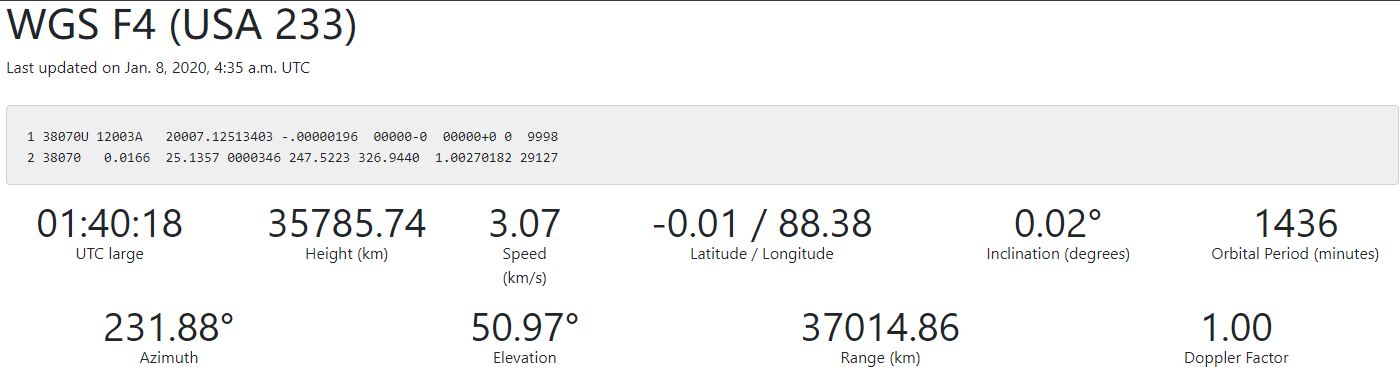 WGS F4 (USA 233)
Last updated on Jan. 8, 2020, 4:35 a.m. UTC
1 38070U 12003A   20007.12513403 -.00000196  00000-0  00000+0 0  9998
2 38070   0.0166  25.1357 0000346 247.5223 326.9440  1.00270182 29127
01:40:18 35785.74 3.07 -0.01 / 88.38 0.02° 1436
UTC large Height (km) Speed Latitude / Longitude Inclination (degrees) Orbital Period (minutes)
(km/s)
231.88° 50.97° 37014.86 1.00
Azimuth Elevation Range (km) Doppler Factor